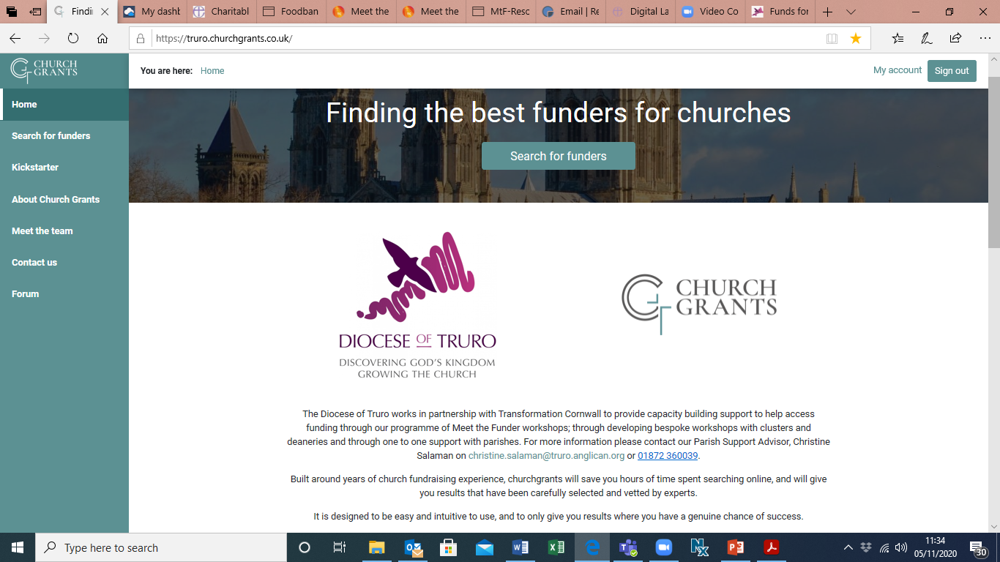 Findi
My dashb
Charitabl
Foodban
Meet the
Meet the
MtF-Resc
Email | Re
Digital La
Video Co
Funds for
https://truro.churchgrants.co.uk/
CHURCH
GRANTS
You are here: Home
My account
Sign out
Home
Search for funders
Kickstarter
About Church Grants
Meet the team
Contact us
Forum
Finding the best funders for churches
Search for funders
DIOCESE OF TRURO
DISCOVERING GOD'S KINGDOM
GROWING THE CHURCH
CHURCH
GRANTS
The Diocese of Truro works in partnership with Transformation Cornwall to provide capacity building support to help access
funding through our programme of Meet the Funder workshops; through developing bespoke workshops with clusters and
deaneries and through one to one support with parishes. For more information please contact our Parish Support Advisor, Christine
Salaman on christine.salaman@truro.anglican.org or 01872 360039.
Built around years of church fundraising experience, churchgrants will save you hours of time spent searching online, and will give
you results that have been carefully selected and vetted by experts.
It is designed to be easy and intuitive to use, and to only give you results where you have a genuine chance of success.
Type here to search
11:34
05/11/2020
30